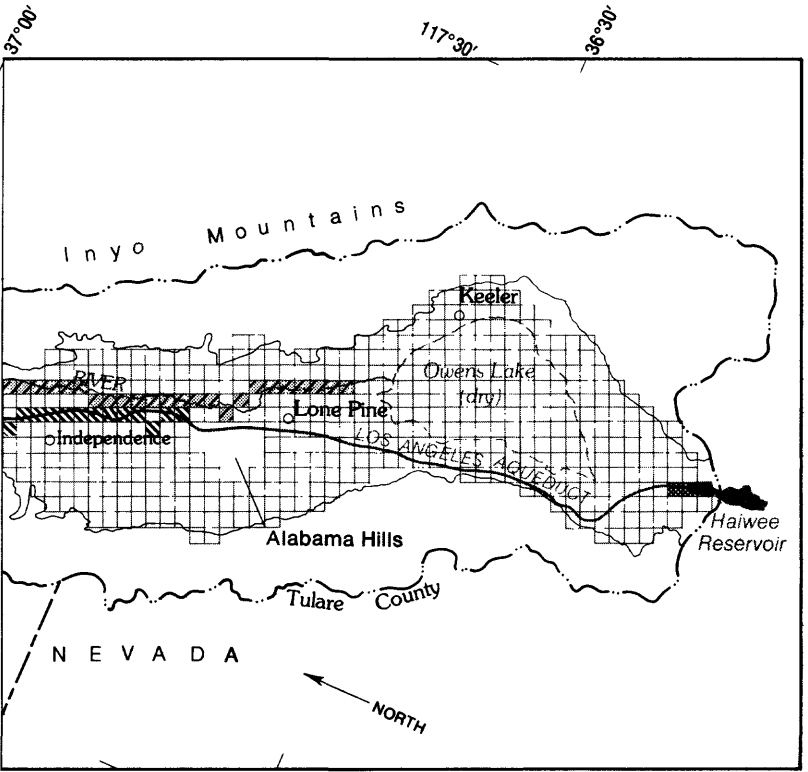 37°00'
117°30'
36°30'
Inyo Mountains
Keeler
RIVER
Owens Lake
(dry)
Lone Pine
Independence
LOS ANGELES AQUEDUCT
Haiwee
Reservoir
Alabama Hills
Tulare County
NEVADA
NORTH